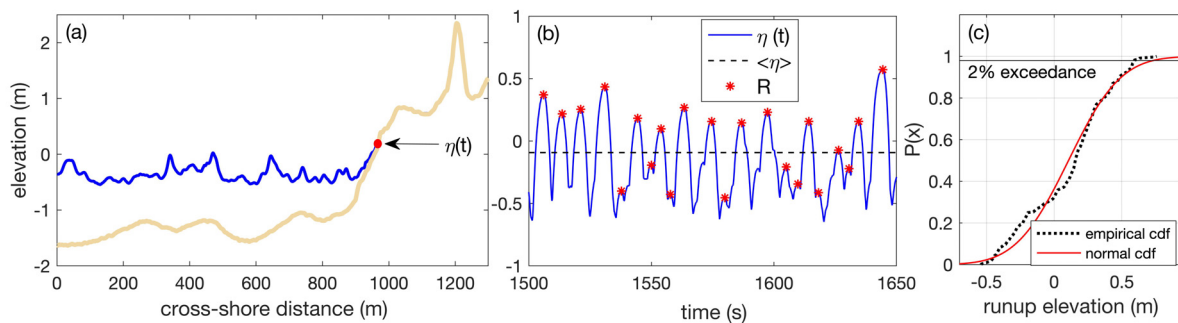 (a)
elevation (m)
2
1
0
-1
-2
η(t)
0 200 400 600 800 1000 1200
cross-shore distance (m)
(b)
1
0.5
0
-0.5
-1
η (t)
<η>
R
1500 1550 1600 1650
time (s)
(c)
P(x)
1
0.8
0.6
0.4
0.2
0
2% exceedance
empirical cdf
normal cdf
-0.5 0 0.5
runup elevation (m)